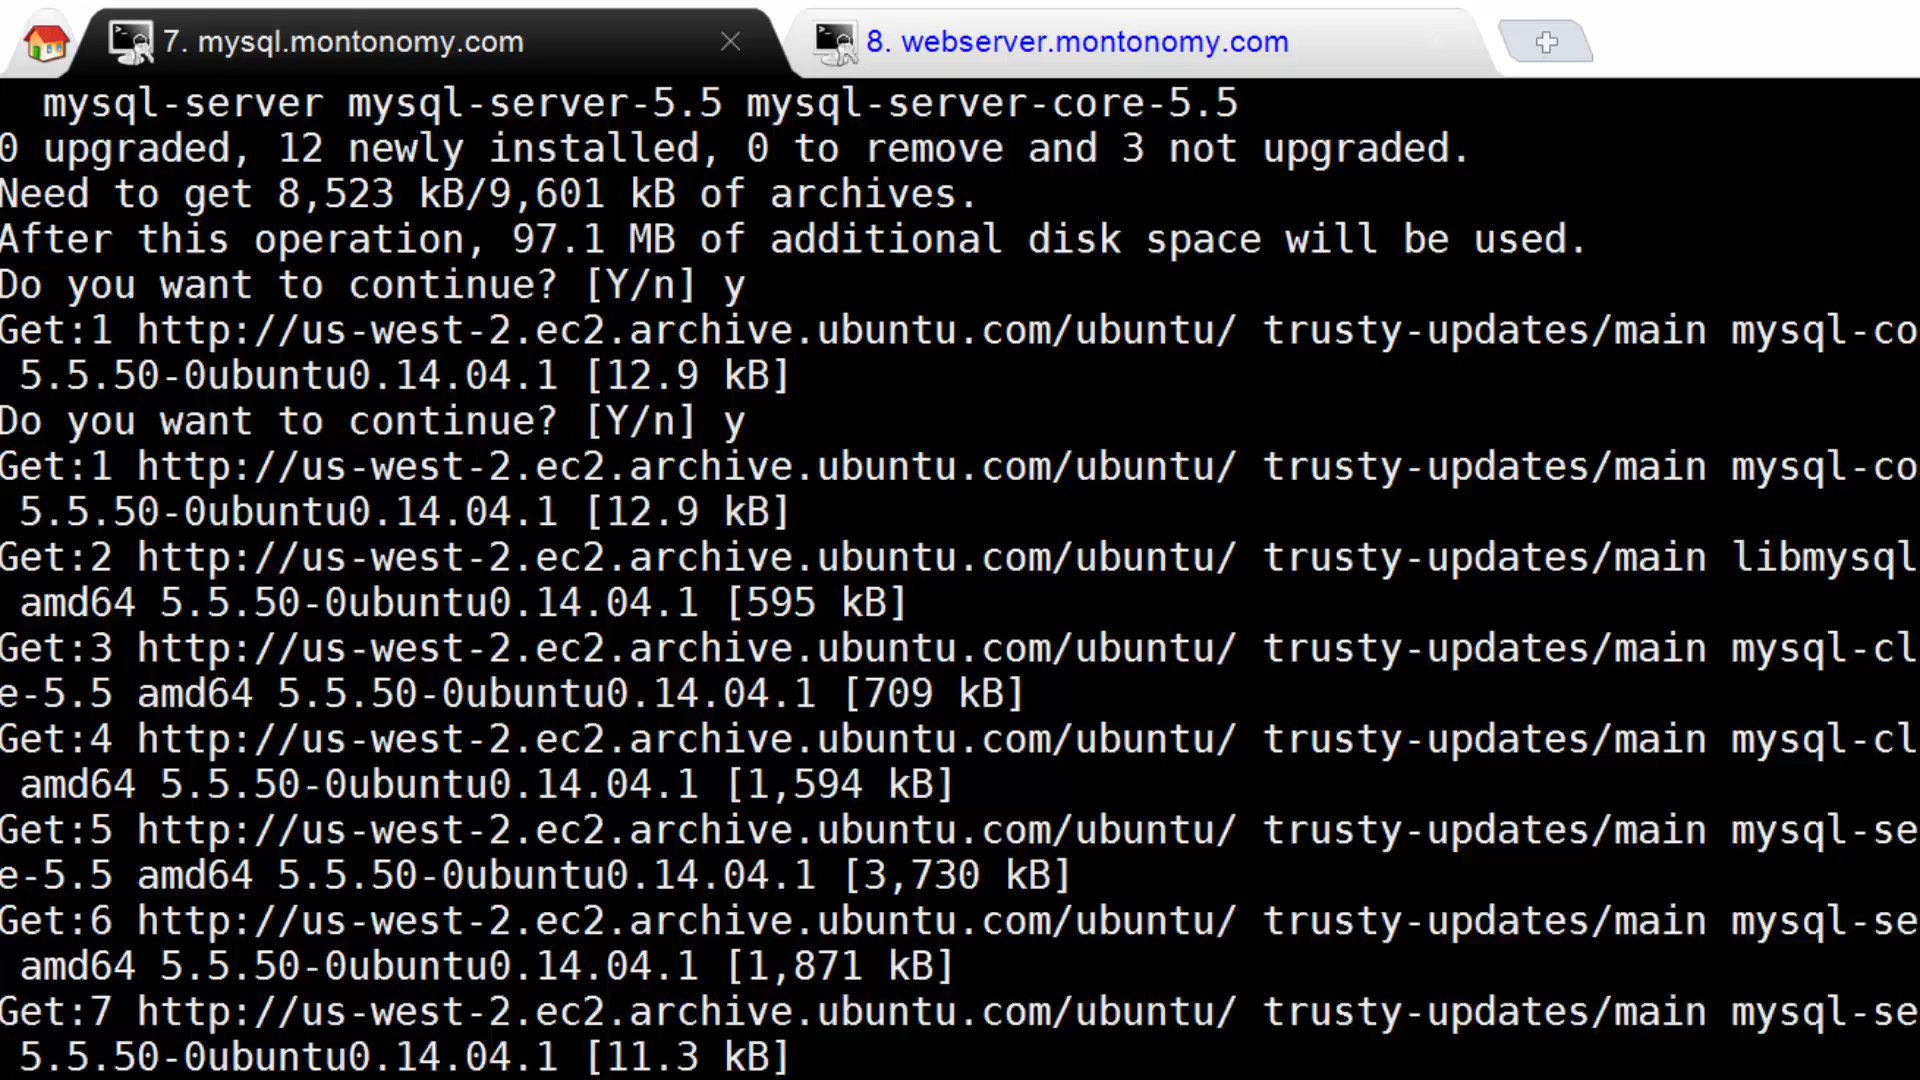 7. mysql.montonomy.com
8. webserver.montonomy.com
mysql-server mysql-server-5.5 mysql-server-core-5.5
0 upgraded, 12 newly installed, 0 to remove and 3 not upgraded.
Need to get 8,523 kB/9,601 kB of archives.
After this operation, 97.1 MB of additional disk space will be used.
Do you want to continue? [Y/n] y
Get:1 http://us-west-2.ec2.archive.ubuntu.com/ubuntu/ trusty-updates/main mysql-co
5.5.50-0ubuntu0.14.04.1 [12.9 kB]
Do you want to continue? [Y/n] y
Get:1 http://us-west-2.ec2.archive.ubuntu.com/ubuntu/ trusty-updates/main mysql-co
5.5.50-0ubuntu0.14.04.1 [12.9 kB]
Get:2 http://us-west-2.ec2.archive.ubuntu.com/ubuntu/ trusty-updates/main libmysql
amd64 5.5.50-0ubuntu0.14.04.1 [595 kB]
Get:3 http://us-west-2.ec2.archive.ubuntu.com/ubuntu/ trusty-updates/main mysql-cl
e-5.5 amd64 5.5.50-0ubuntu0.14.04.1 [709 kB]
Get:4 http://us-west-2.ec2.archive.ubuntu.com/ubuntu/ trusty-updates/main mysql-cl
amd64 5.5.50-0ubuntu0.14.04.1 [1,594 kB]
Get:5 http://us-west-2.ec2.archive.ubuntu.com/ubuntu/ trusty-updates/main mysql-se
e-5.5 amd64 5.5.50-0ubuntu0.14.04.1 [3,730 kB]
Get:6 http://us-west-2.ec2.archive.ubuntu.com/ubuntu/ trusty-updates/main mysql-se
amd64 5.5.50-0ubuntu0.14.04.1 [1,871 kB]
Get:7 http://us-west-2.ec2.archive.ubuntu.com/ubuntu/ trusty-updates/main mysql-se
5.5.50-0ubuntu0.14.04.1 [11.3 kB]